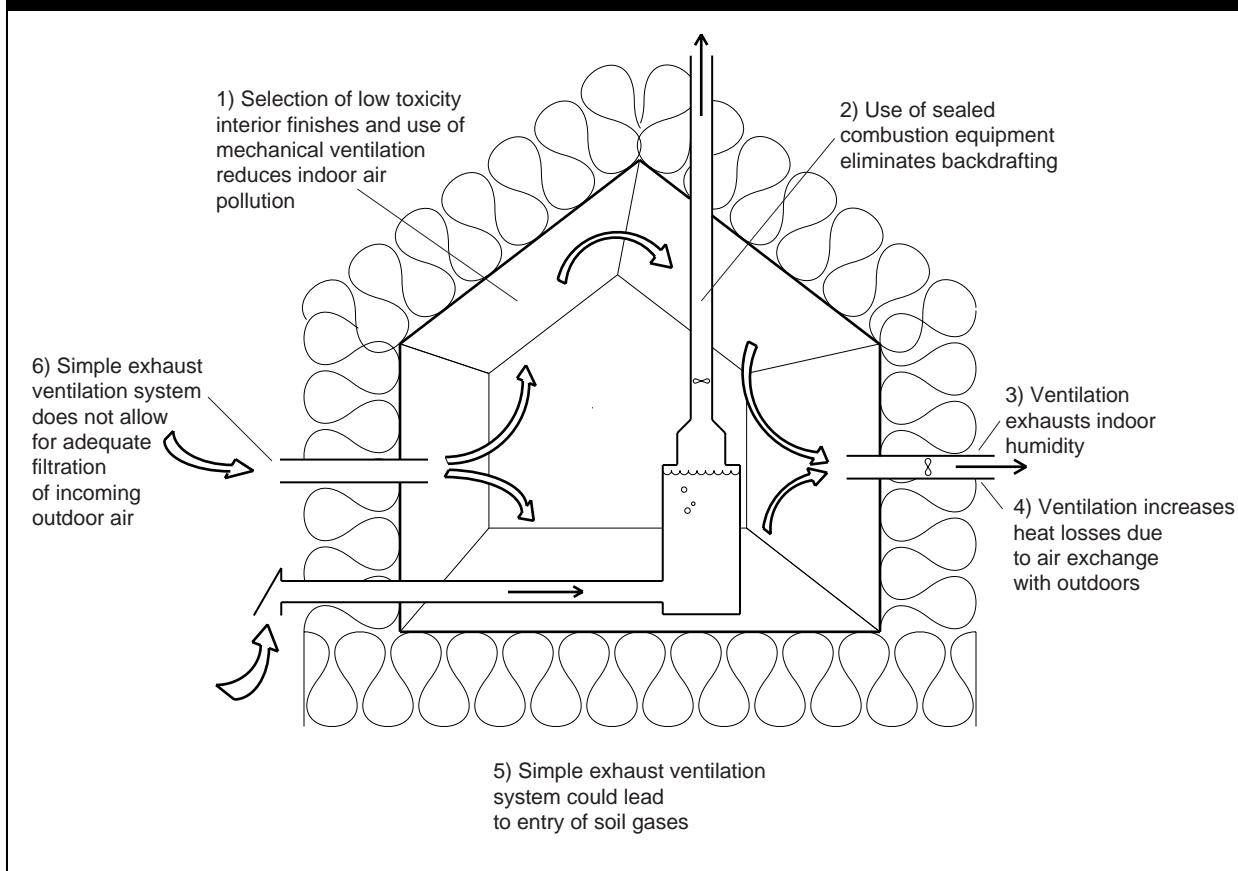 1) Selection of low toxicity
interior finishes and use of
mechanical ventilation
reduces indoor air
pollution
2) Use of sealed
combustion equipment
eliminates backdrafting
3) Ventilation
exhausts indoor
humidity
4) Ventilation increases
heat losses due
to air exchange
with outdoors
5) Simple exhaust ventilation
system could lead
to entry of soil gases
6) Simple exhaust
ventilation system
does not allow
for adequate
filtration
of incoming
outdoor air